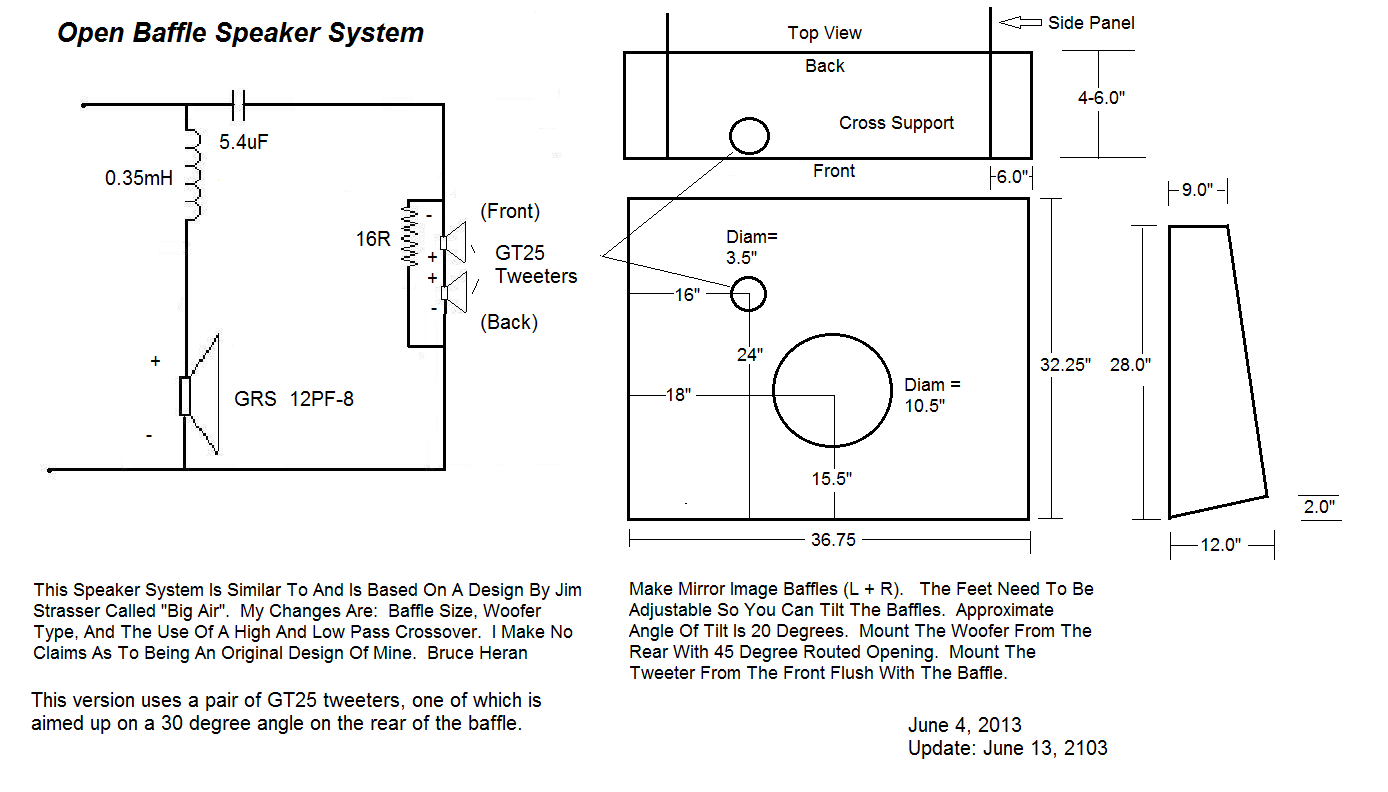 Open Baffle Speaker System
5.4uF
0.35mH
16R
-
+
+
-
(Front)
GT25
Tweeters
(Back)
+
-
GRS 12PF-8
Top View
Back
Cross Support
Front
Side Panel
4-6.0"
6.0"
Diam=
3.5"
16"
24"
18"
Diam =
10.5"
15.5"
32.25"
36.75
9.0"
28.0"
2.0"
12.0"
This Speaker System Is Similar To And Is Based On A Design By Jim
Strasser Called "Big Air". My Changes Are: Baffle Size, Woofer
Type, And The Use Of A High And Low Pass Crossover. I Make No
Claims As To Being An Original Design Of Mine. Bruce Heran
This version uses a pair of GT25 tweeters, one of which is
aimed up on a 30 degree angle on the rear of the baffle.
Make Mirror Image Baffles (L + R). The Feet Need To Be
Adjustable So You Can Tilt The Baffles. Approximate
Angle Of Tilt Is 20 Degrees. Mount The Woofer From The
Rear With 45 Degree Routed Opening. Mount The
Tweeter From The Front Flush With The Baffle.
June 4, 2013
Update: June 13, 2103